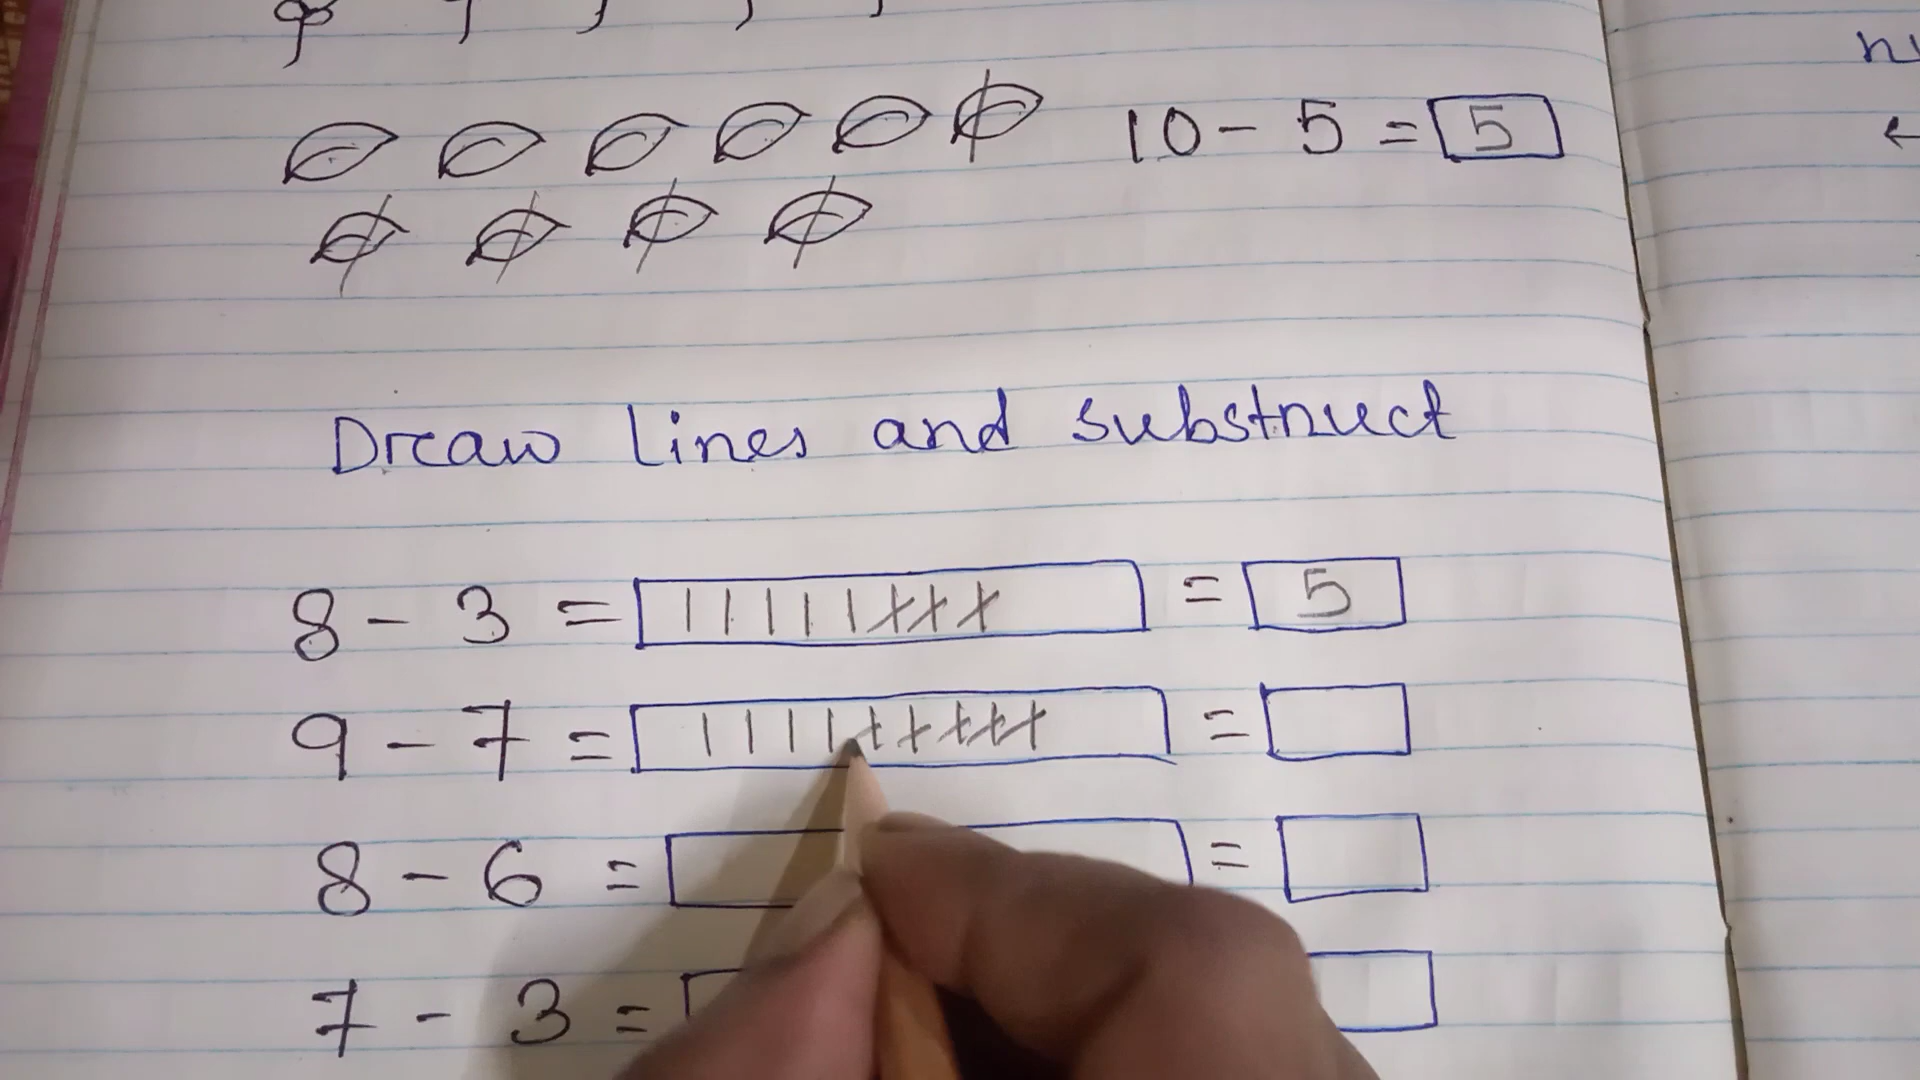 10 - 5 = 5
Draw lines and substruct
8 - 3 = = 5
9 - 7 = =
8 - 6 = =
7 - 3 =